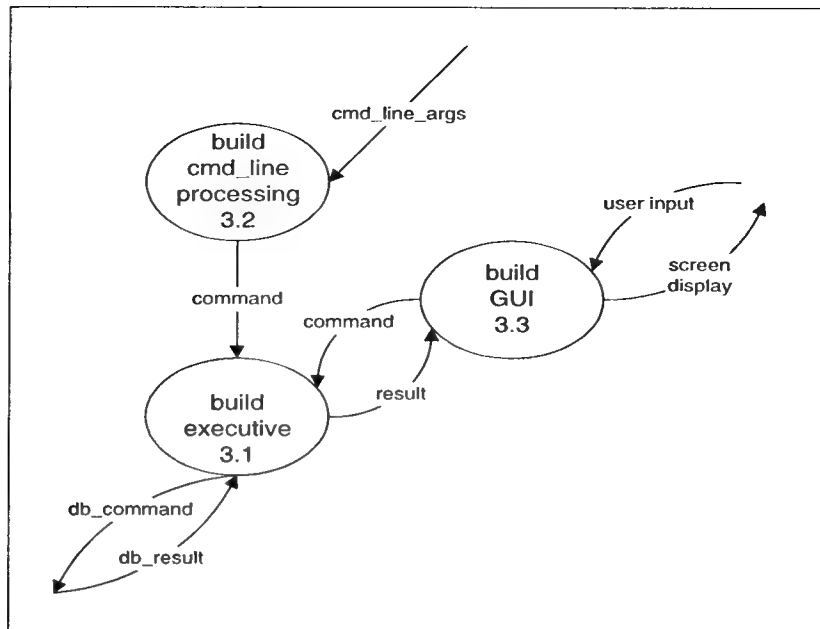 cmd_line_args
build
cmd_line
processing
3.2
user input
screen
display
build
GUI
3.3
command
command
result
build
executive
3.1
db_command
db_result